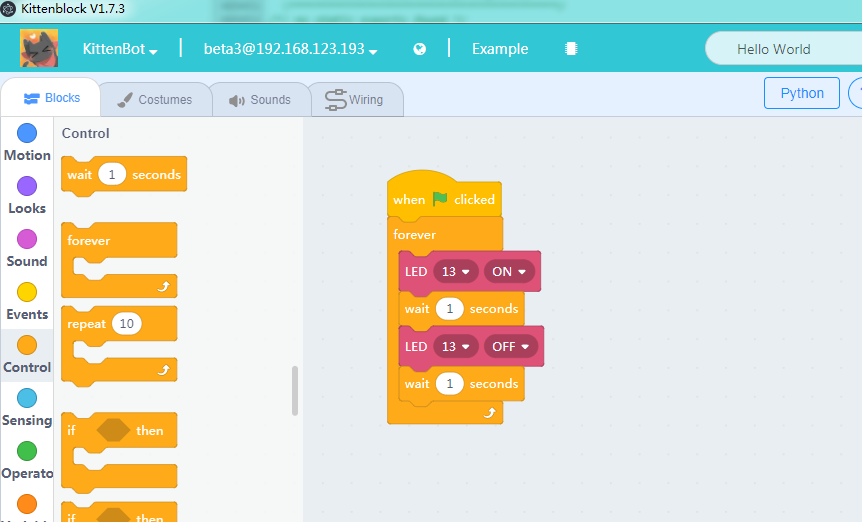 Kittenblock V1.7.3
KittenBot
beta3@192.168.123.193
Example
Hello World
Blocks
Costumes
Sounds
Wiring
Python
Motion
Looks
Sound
Events
Control
Sensing
Operato
Control
wait 1 seconds
forever
repeat 10
if then
if then
when clicked
forever
LED 13 ON
wait 1 seconds
LED 13 OFF
wait 1 seconds